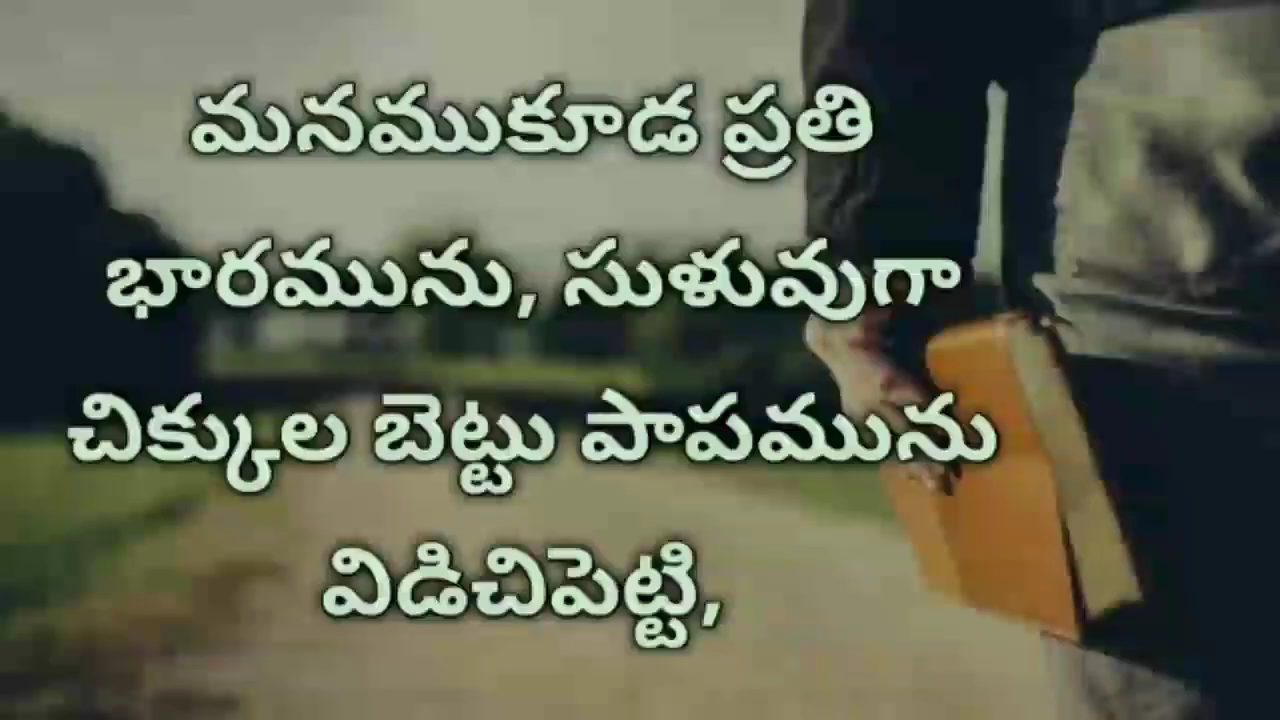 మనముకూడ ప్రతి
భారమును, సుళువుగా
చిక్కుల బెట్టు పాపమును
విడిచిపెట్టి,